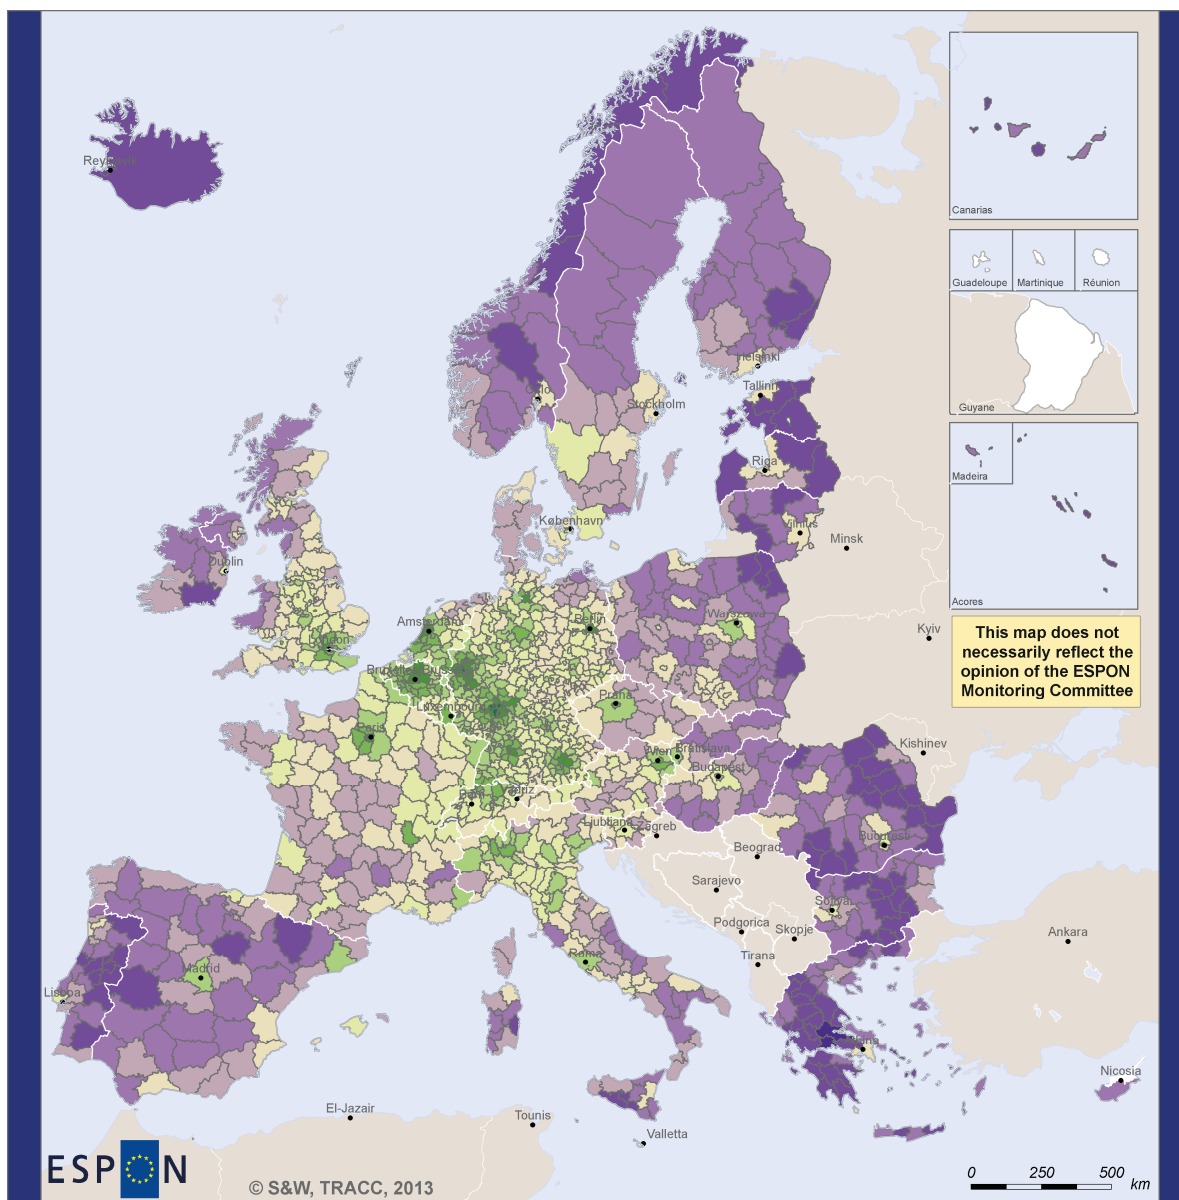 Reykjavik
Canarias
Guadeloupe
Martinique
Réunion
Guyane
Helsinki
Oslo
Tallinn
Stockholm
Madeira
Riga
København
Vilnius
Minsk
Dublin
Acores
Amsterdam
Berlin
Warszawa
This map does not
necessarily reflect the
opinion of the ESPON
Monitoring Committee
London
Kyiv
Luxembourg
Praha
Paris
Kishinev
Wien
Bratislava
Budapest
Bern
Vaduz
Ljubljana
Zagreb
Bucuresti
Beograd
Sarajevo
Sofiya
Podgorica
Skopje
Ankara
Roma
Tirana
Madrid
Lisboa
Nicosia
El-Jazair
Tounis
Valletta
ESPON
© S&W, TRACC, 2013
0 250 500
km